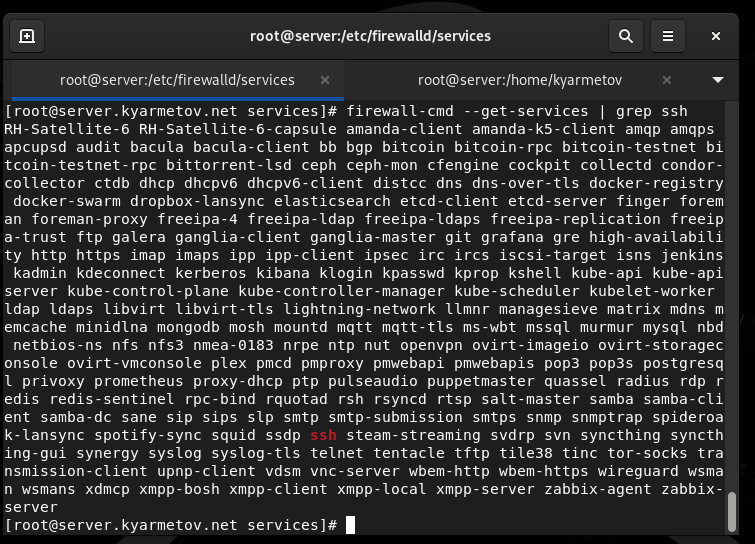 root@server:/etc/firewalld/services
root@server:/etc/firewalld/services
root@server:/home/kyarmetov
[root@server.kyarmetov.net services]# firewall-cmd --get-services | grep ssh
RH-Satellite-6 RH-Satellite-6-capsule amanda-client amanda-k5-client amqp amqps
apcupsd audit bacula bacula-client bb bgp bitcoin bitcoin-rpc bitcoin-testnet bi
tcoin-testnet-rpc bittorrent-lsd ceph ceph-mon cfengine cockpit collectd condor-
collector ctdb dhcp dhcpv6 dhcpv6-client distcc dns dns-over-tls docker-registry
 docker-swarm dropbox-lansync elasticsearch etcd-client etcd-server finger forem
an foreman-proxy freeipa-4 freeipa-ldap freeipa-ldaps freeipa-replication freeip
a-trust ftp galera ganglia-client ganglia-master git grafana gre high-availabili
ty http https imap imaps ipp ipp-client ipsec irc ircs iscsi-target isns jenkins
 kadmin kdeconnect kerberos kibana klogin kpasswd kprop kshell kube-api kube-api
server kube-control-plane kube-controller-manager kube-scheduler kubelet-worker
ldap ldaps libvirt libvirt-tls lightning-network llmnr managesieve matrix mdns m
emcache minidlna mongodb mosh mountd mqtt mqtt-tls ms-wbt mssql murmur mysql nbd
 netbios-ns nfs nfs3 nmea-0183 nrpe ntp nut openvpn ovirt-imageio ovirt-storagec
onsole ovirt-vmconsole plex pmcd pmproxy pmwebapi pmwebapis pop3 pop3s postgresq
l privoxy prometheus proxy-dhcp ptp pulseaudio puppetmaster quassel radius rdp r
edis redis-sentinel rpc-bind rquotad rsh rsyncd rtsp salt-master samba samba-cli
ent samba-dc sane sip sips slp smtp smtp-submission smtps snmp snmptrap spideroa
k-lansync spotify-sync squid ssdp ssh steam-streaming svdrp svn syncthing syncth
ing-gui synergy syslog syslog-tls telnet tentacle tftp tile38 tinc tor-socks tra
nsmission-client upnp-client vdsm vnc-server wbem-http wbem-https wireguard wsma
n wsmans xdmcp xmpp-bosh xmpp-client xmpp-local xmpp-server zabbix-agent zabbix-
server
[root@server.kyarmetov.net services]#